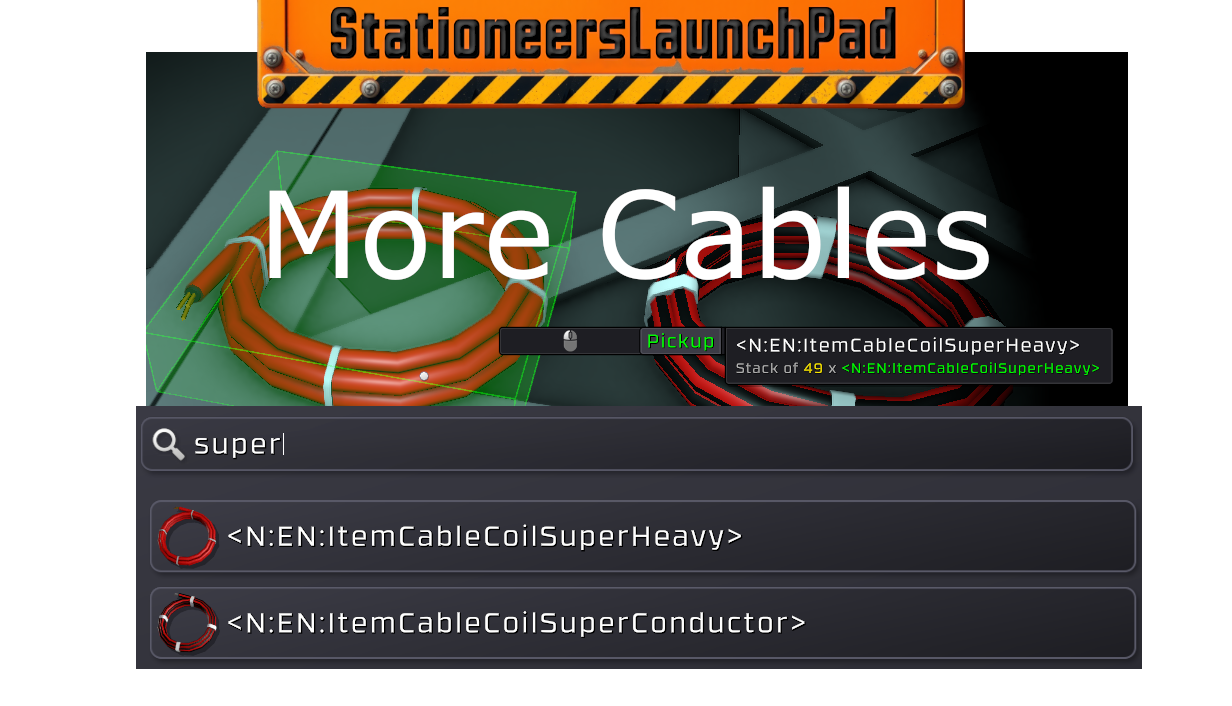 StationeersLaunchPad
More Cables
Pickup
<N:EN:ItemCableCoilSuperHeavy>
Stack of 49 x <N:EN:ItemCableCoilSuperHeavy>
super
<N:EN:ItemCableCoilSuperHeavy>
<N:EN:ItemCableCoilSuperConductor>